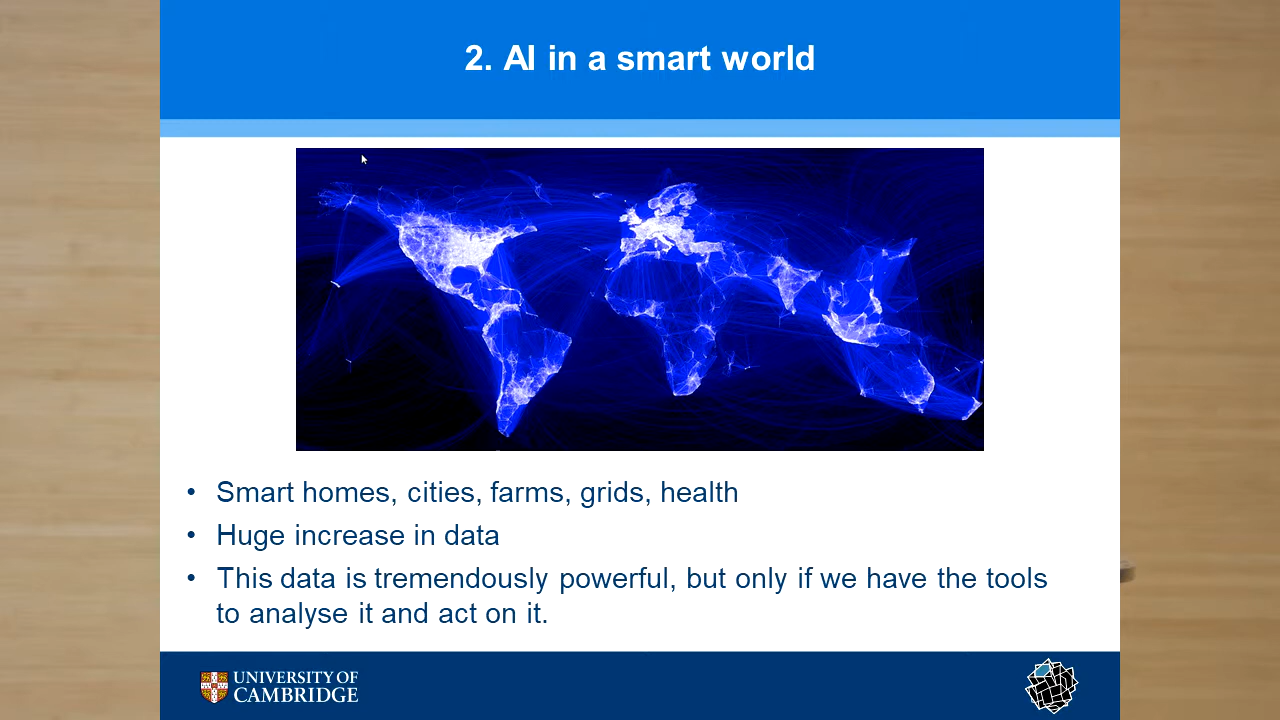 2. AI in a smart world
• Smart homes, cities, farms, grids, health
• Huge increase in data
• This data is tremendously powerful, but only if we have the tools
to analyse it and act on it.
UNIVERSITY OF
CAMBRIDGE